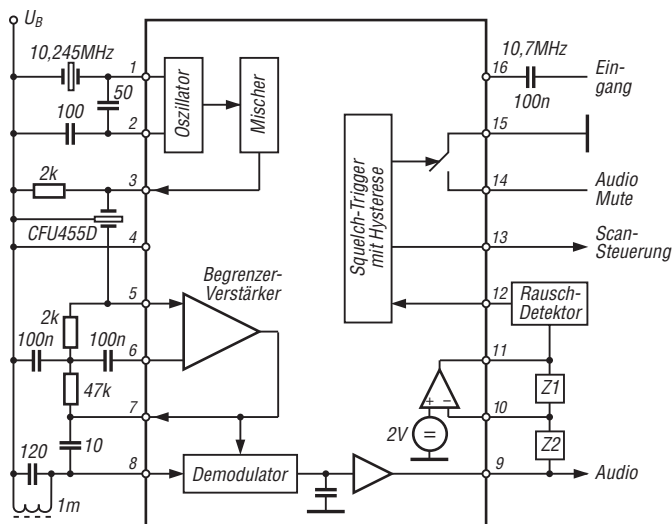 UB
10,245MHz
1
50
100
2
Oszillator
Mischer
2k
3
CFU455D
4
Begrenzer-
Verstärker
5
2k
100n
100n
6
47k
7
10
120
8
1m
Demodulator
Squelch-Trigger
mit Hysterese
16
10,7MHz
100n
Ein-
gang
15
14
Audio
Mute
13
Scan-
Steuerung
12
Rausch-
Detektor
11
Z1
+ −
10
2V
=
Z2
9
Audio